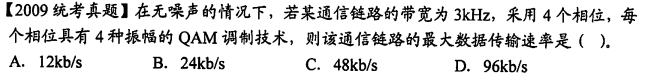 【2009 统考真题】在无噪声的情况下，若某通信链路的带宽为 3kHz，采用 4 个相位，每
个相位具有 4 种振幅的 QAM 调制技术，则该通信链路的最大数据传输速率是（ ）。
A. 12kb/s B. 24kb/s C. 48kb/s D. 96kb/s